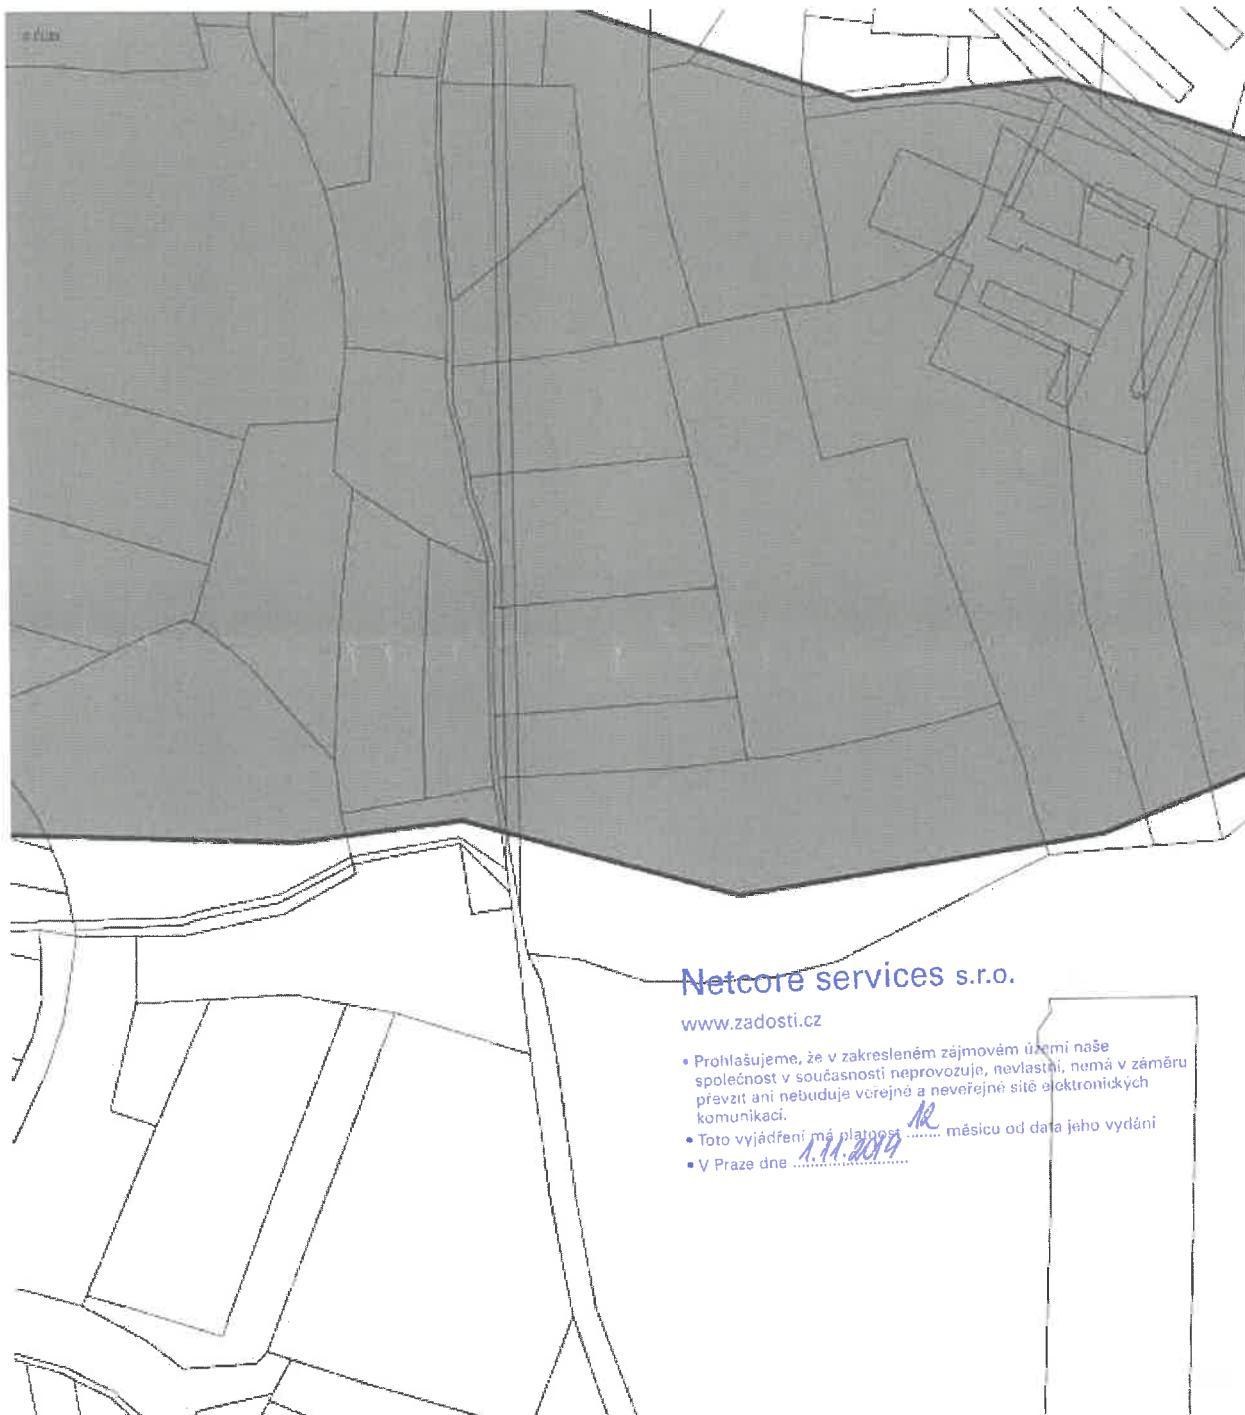 Netcore services s.r.o.
www.zadosti.cz
• Prohlašujeme, že v zakresleném zájmovém území naše
společnost v současnosti neprovozuje, nevlastní, nemá v záměru
převzít ani nebuduje veřejné a neveřejné sítě elektronických
komunikací.
• Toto vyjádření má platnost 12 měsíců od data jeho vydání
• V Praze dne 1.11.2019